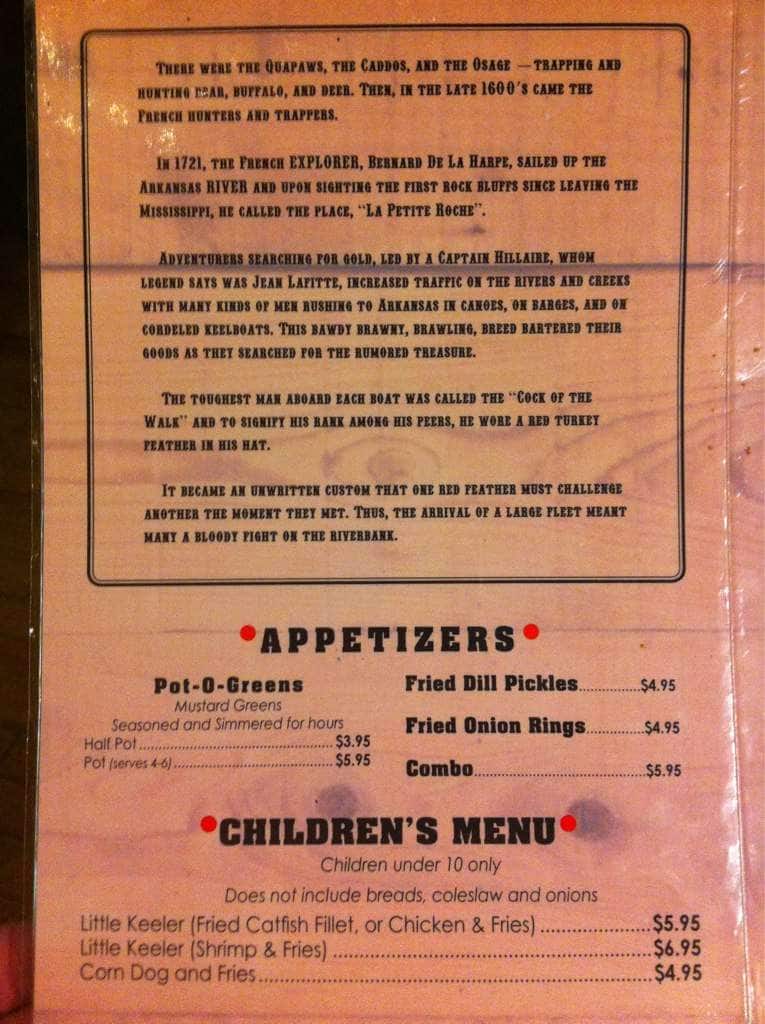 There were the Quapaws, the Caddos, and the Osage — trapping and
hunting bear, buffalo, and deer. Then, in the late 1600's came the
French hunters and trappers.
In 1721, the French EXPLORER, Bernard De La Harpe, sailed up the
Arkansas RIVER and upon sighting the first rock bluffs since leaving the
Mississippi, he called the place, "La Petite Roche".
Adventurers searching for gold, led by a Captain Hillaire, whom
legend says was Jean Lafitte, increased traffic on the rivers and creeks
with many kinds of men rushing to Arkansas in canoes, on barges, and on
cordeled keelboats. This bawdy brawny, brawling, breed bartered their
goods as they searched for the rumored treasure.
The toughest man aboard each boat was called the "Cock of the
Walk" and to signify his rank among his peers, he wore a red turkey
feather in his hat.
It became an unwritten custom that one red feather must challenge
another the moment they met. Thus, the arrival of a large fleet meant
many a bloody fight on the riverbank.
•APPETIZERS•
Pot-O-Greens
Mustard Greens
Seasoned and Simmered for hours
Half Pot......$3.95
Pot (serves 4-6)......$5.95
Fried Dill Pickles......$4.95
Fried Onion Rings......$4.95
Combo......$5.95
•CHILDREN'S MENU•
Children under 10 only
Does not include breads, coleslaw and onions
Little Keeler (Fried Catfish Fillet, or Chicken & Fries)......$5.95
Little Keeler (Shrimp & Fries)......$6.95
Corn Dog and Fries......$4.95